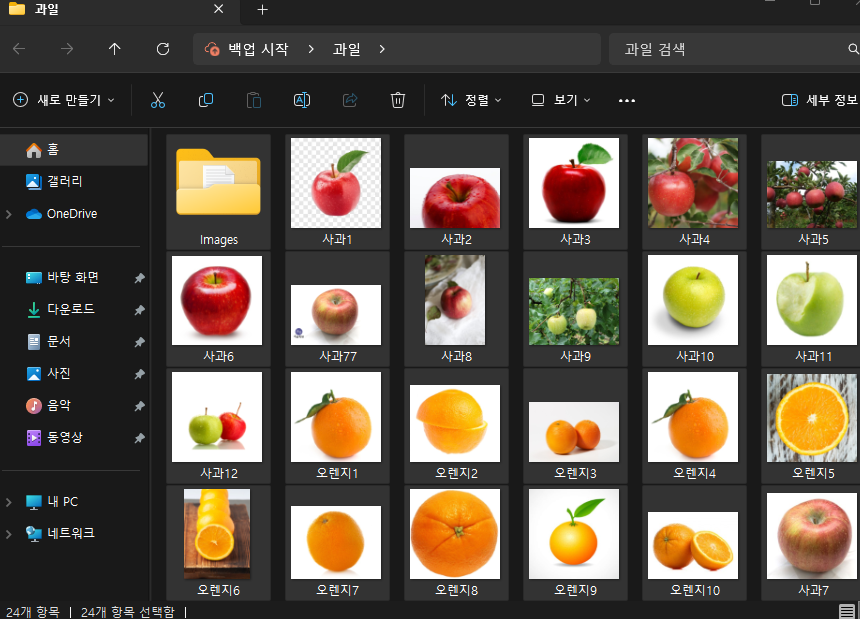 과일
백업 시작 > 과일 >
과일 검색
새로 만들기
정렬
보기
세부 정보
홈
갤러리
OneDrive
바탕 화면
다운로드
문서
사진
음악
동영상
내 PC
네트워크
Images
사과1
사과2
사과3
사과4
사과5
사과6
사과77
사과8
사과9
사과10
사과11
사과12
오렌지1
오렌지2
오렌지3
오렌지4
오렌지5
오렌지6
오렌지7
오렌지8
오렌지9
오렌지10
사과7
24개 항목 | 24개 항목 선택함 |